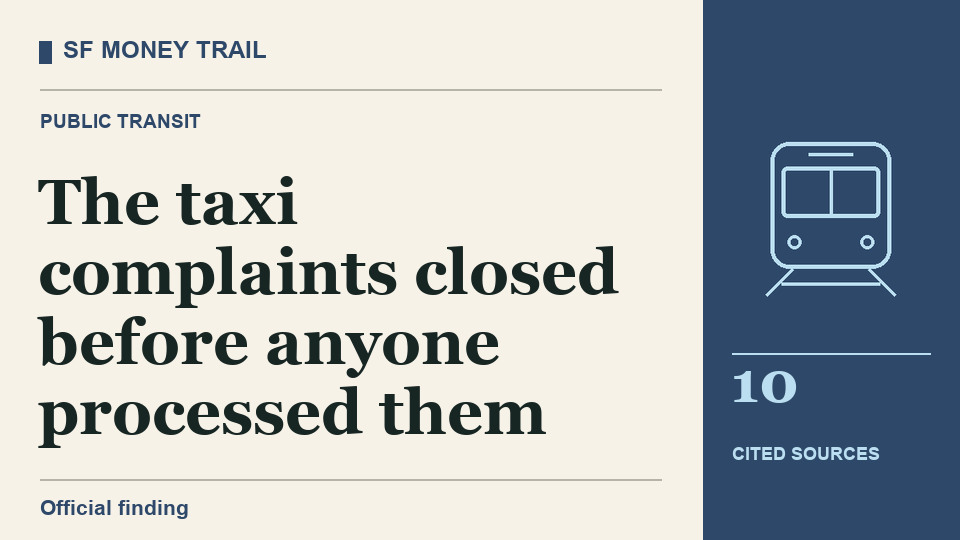 SF MONEY TRAIL
PUBLIC TRANSIT
The taxi
complaints closed
before anyone
processed them
Official finding
10
CITED SOURCES